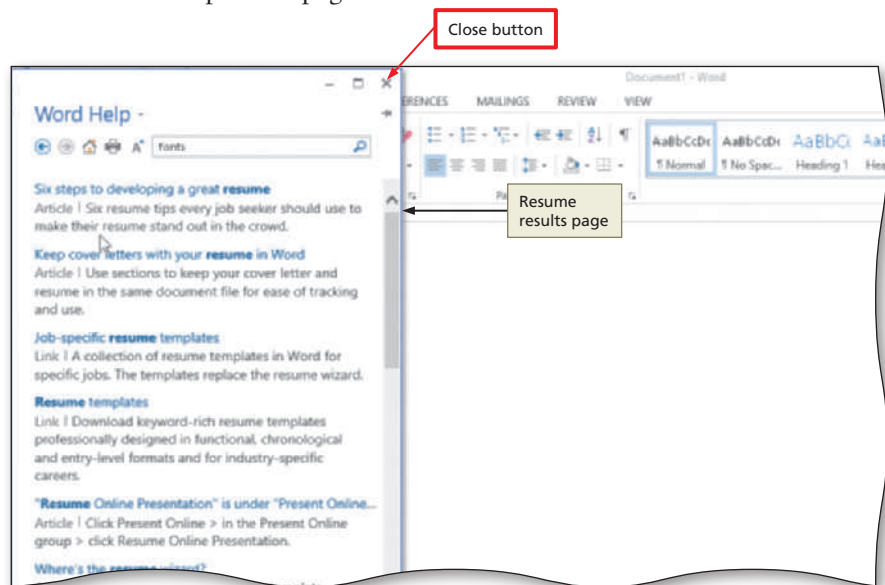 Close button
Document1 - Word
ERENCES MAILINGS REVIEW VIEW
Word Help
fonts
AaBbCcDc AaBbCcDc AaBbC
¶ Normal ¶ No Spac... Heading 1
Six steps to developing a great resume
Article | Six resume tips every job seeker should use to
make their resume stand out in the crowd.
Resume
results page
Keep cover letters with your resume in Word
Article | Use sections to keep your cover letter and
resume in the same document file for ease of tracking
and use.
Job-specific resume templates
Link | A collection of resume templates in Word for
specific jobs. The templates replace the resume wizard.
Resume templates
Link | Download keyword-rich resume templates
professionally designed in functional, chronological
and entry-level formats and for industry-specific
careers.
"Resume Online Presentation" is under "Present Online...
Article | Click Present Online > in the Present Online
group > click Resume Online Presentation.
Where's the resume wizard?